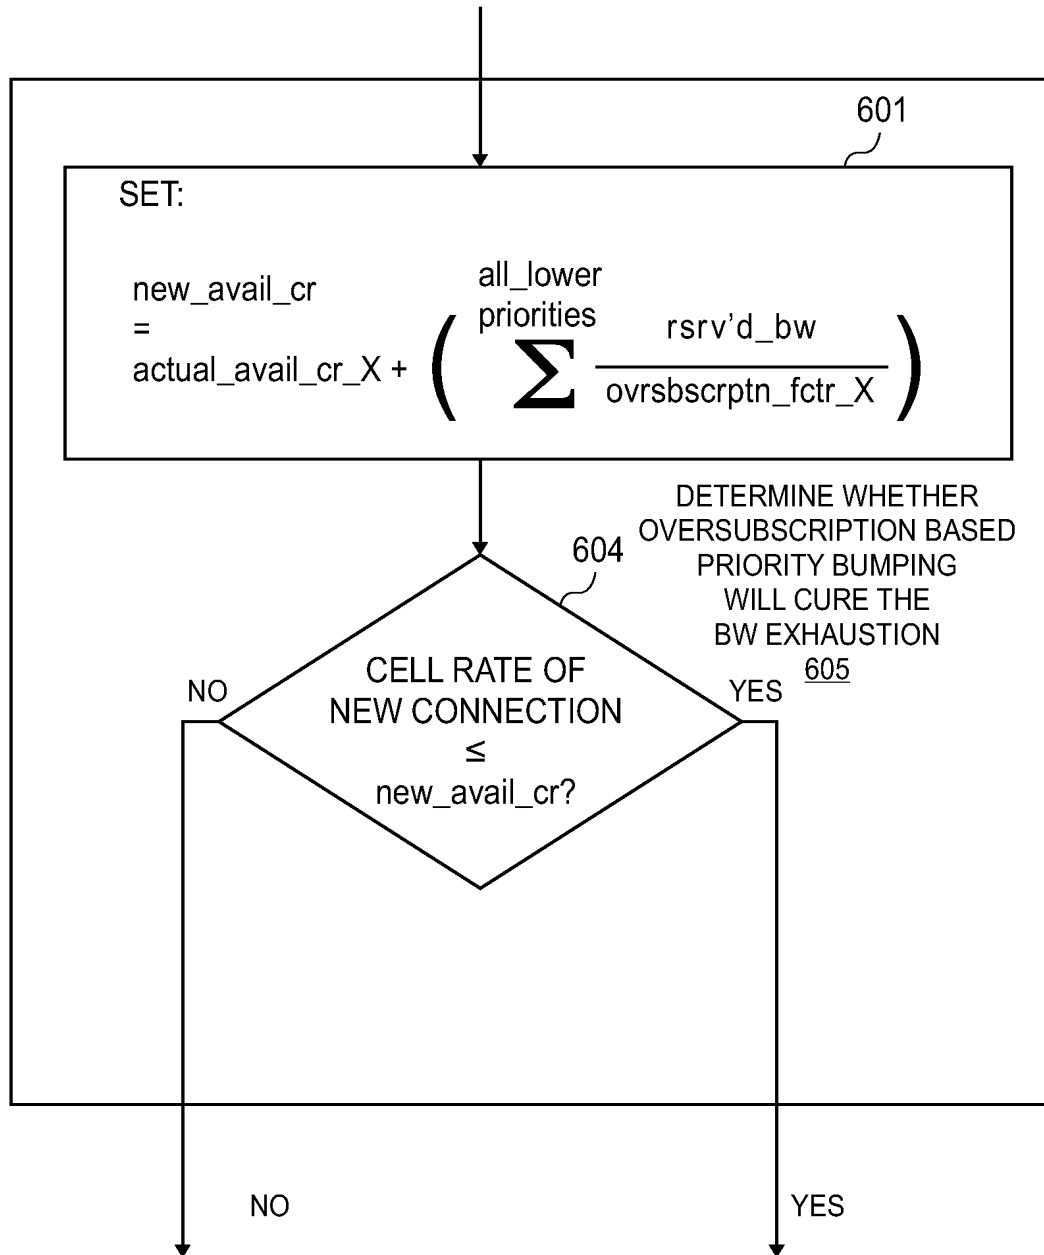 601
SET:
new_avail_cr
=
actual_avail_cr_X + (
all_lower
priorities
Σ
rsrv'd_bw
ovrsbscrptn_fctr_X )
DETERMINE WHETHER
OVERSUBSCRIPTION BASED
PRIORITY BUMPING
WILL CURE THE
BW EXHAUSTION
605
604
CELL RATE OF
NEW CONNECTION
≤
new_avail_cr?
NO
YES
NO
YES